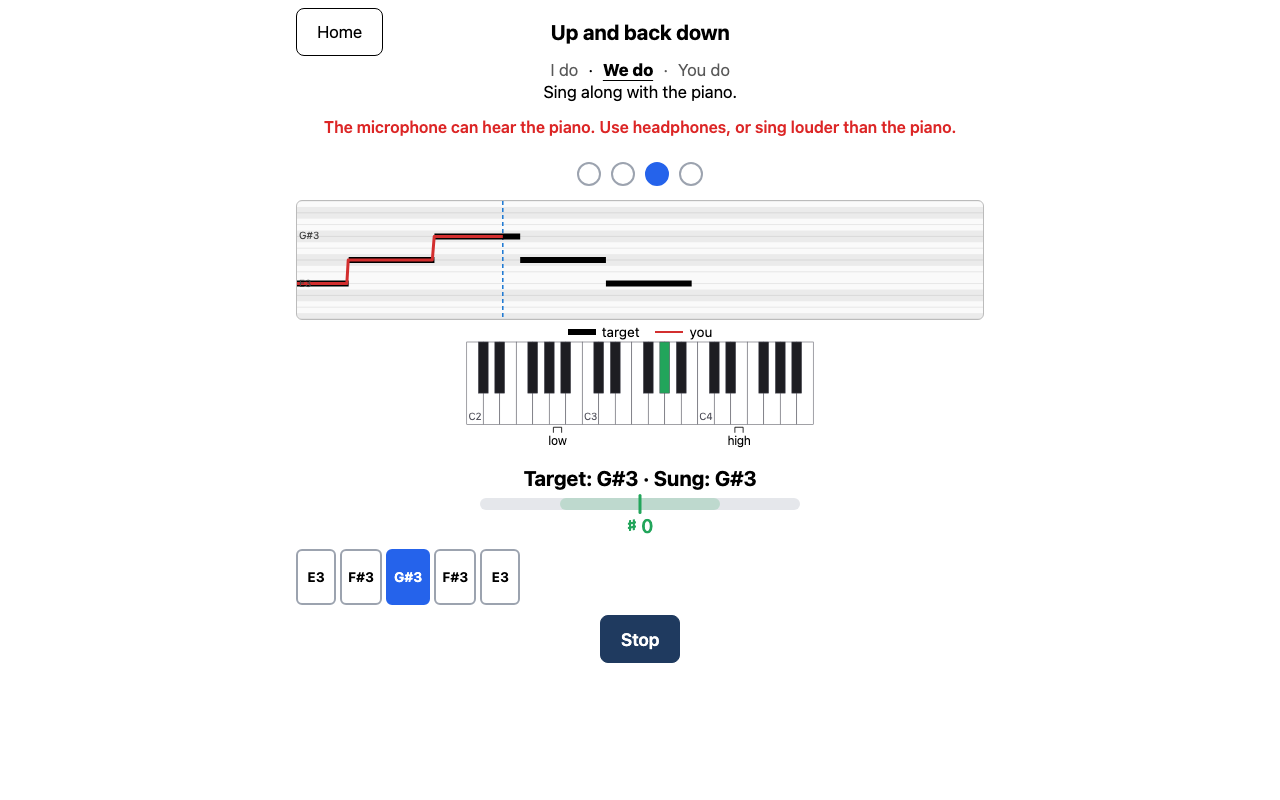 Home
Up and back down
I do · We do · You do
Sing along with the piano.
The microphone can hear the piano. Use headphones, or sing louder than the piano.
G#3
target you
C2 C3 C4
low high
Target: G#3 · Sung: G#3
♯ 0
E3 F#3 G#3 F#3 E3
Stop